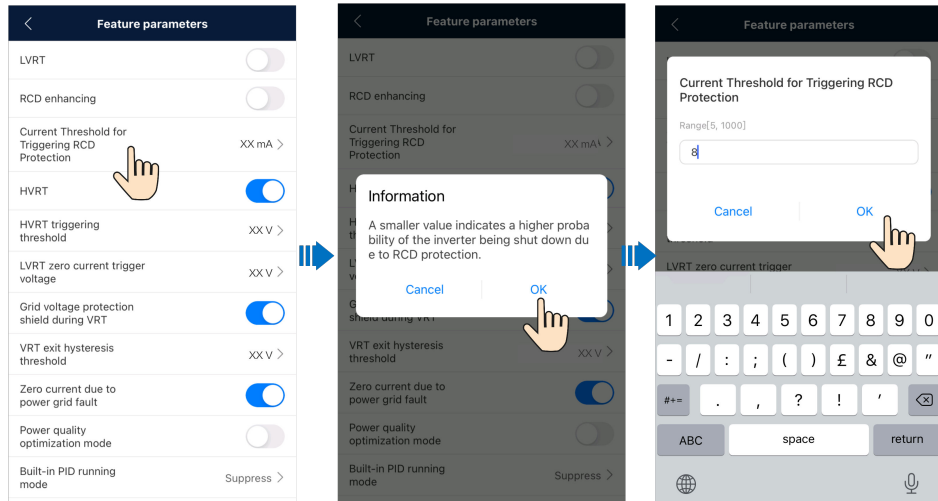 Feature parameters
LVRT
RCD enhancing
Current Threshold for
Triggering RCD
Protection
XX mA
HVRT
HVRT triggering
threshold
XX V
LVRT zero current trigger
voltage
XX V
Grid voltage protection
shield during VRT
VRT exit hysteresis
threshold
XX V
Zero current due to
power grid fault
Power quality
optimization mode
Built-in PID running
mode
Suppress
Feature parameters
LVRT
RCD enhancing
Current Threshold for
Triggering RCD
Protection
XX mA
Information
A smaller value indicates a higher proba
bility of the inverter being shut down du
e to RCD protection.
Cancel
OK
shield during VRT
VRT exit hysteresis
threshold
XX V
Zero current due to
power grid fault
Power quality
optimization mode
Built-in PID running
mode
Suppress
Feature parameters
Current Threshold for Triggering RCD
Protection
Range[5, 1000]
8
Cancel
OK
LVRT zero current trigger
1 2 3 4 5 6 7 8 9 0
- / : ; ( ) £ & @ "
#+= . , ? ! '
ABC space return